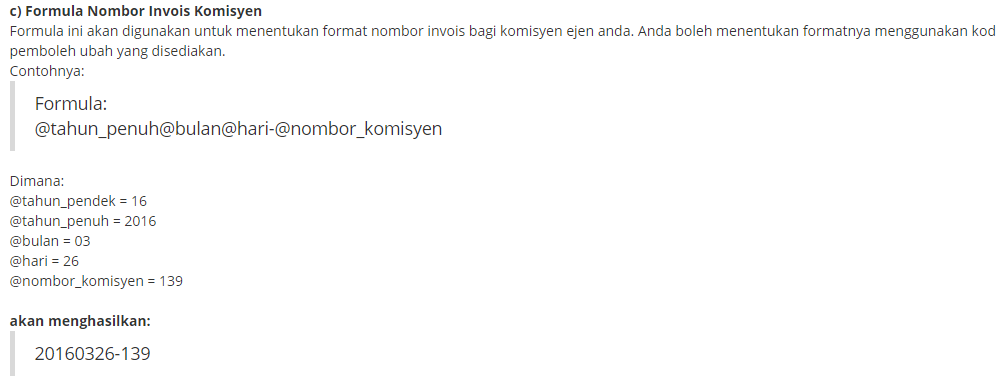 c) Formula Nombor Invois Komisyen
Formula ini akan digunakan untuk menentukan format nombor invois bagi komisyen ejen anda. Anda boleh menentukan formatnya menggunakan kod
pemboleh ubah yang disediakan.
Contohnya:
Formula:
@tahun_penuh@bulan@hari-@nombor_komisyen
Dimana:
@tahun_pendek = 16
@tahun_penuh = 2016
@bulan = 03
@hari = 26
@nombor_komisyen = 139
akan menghasilkan:
20160326-139